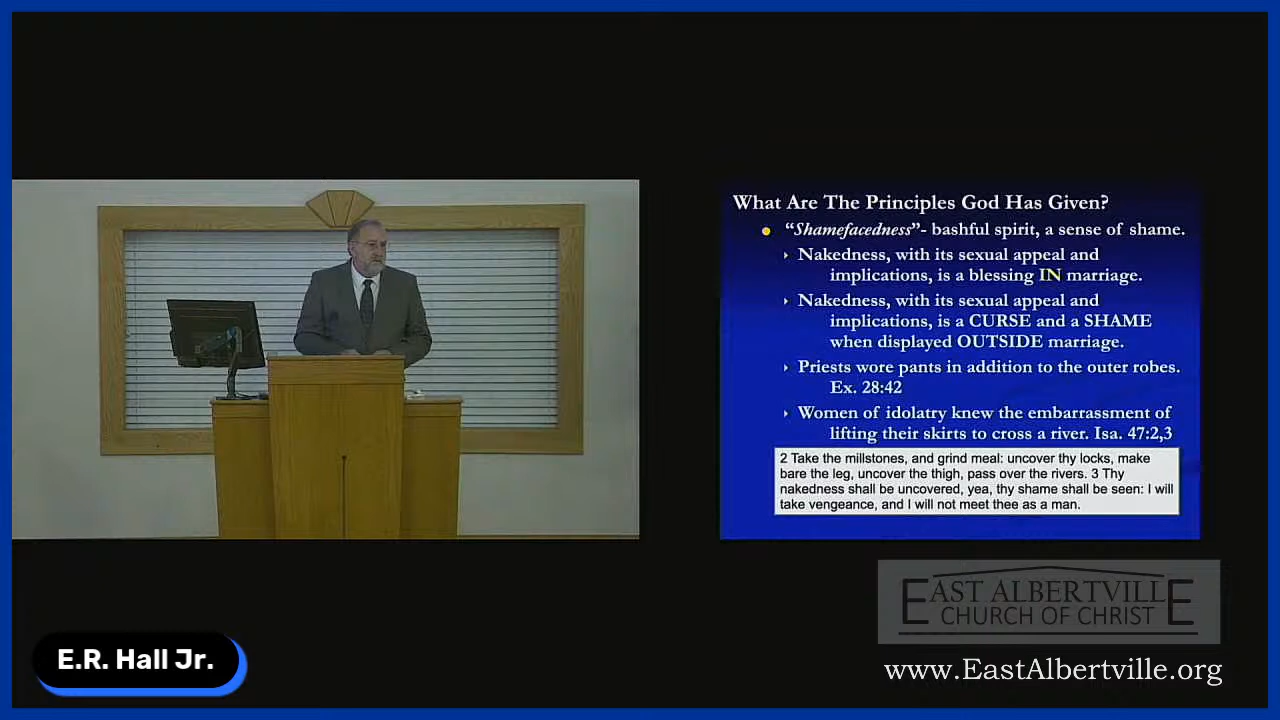 What Are The Principles God Has Given?
“Shamefacedness”- bashful spirit, a sense of shame.
Nakedness, with its sexual appeal and
implications, is a blessing IN marriage.
Nakedness, with its sexual appeal and
implications, is a CURSE and a SHAME
when displayed OUTSIDE marriage.
Priests wore pants in addition to the outer robes.
Ex. 28:42
Women of idolatry knew the embarrassment of
lifting their skirts to cross a river. Isa. 47:2,3
2 Take the millstones, and grind meal: uncover thy locks, make
bare the leg, uncover the thigh, pass over the rivers. 3 Thy
nakedness shall be uncovered, yea, thy shame shall be seen: I will
take vengeance, and I will not meet thee as a man.
EAST ALBERTVILLE
CHURCH OF CHRIST
E.R. Hall Jr.
www.EastAlbertville.org